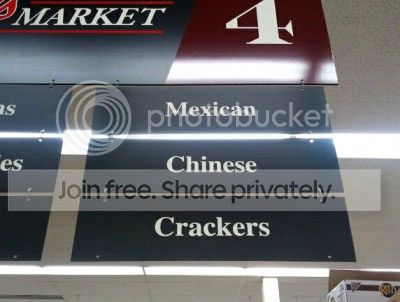 MARKET
4
Mexican
photobucket
Chinese
Join free. Share privately.
Crackers